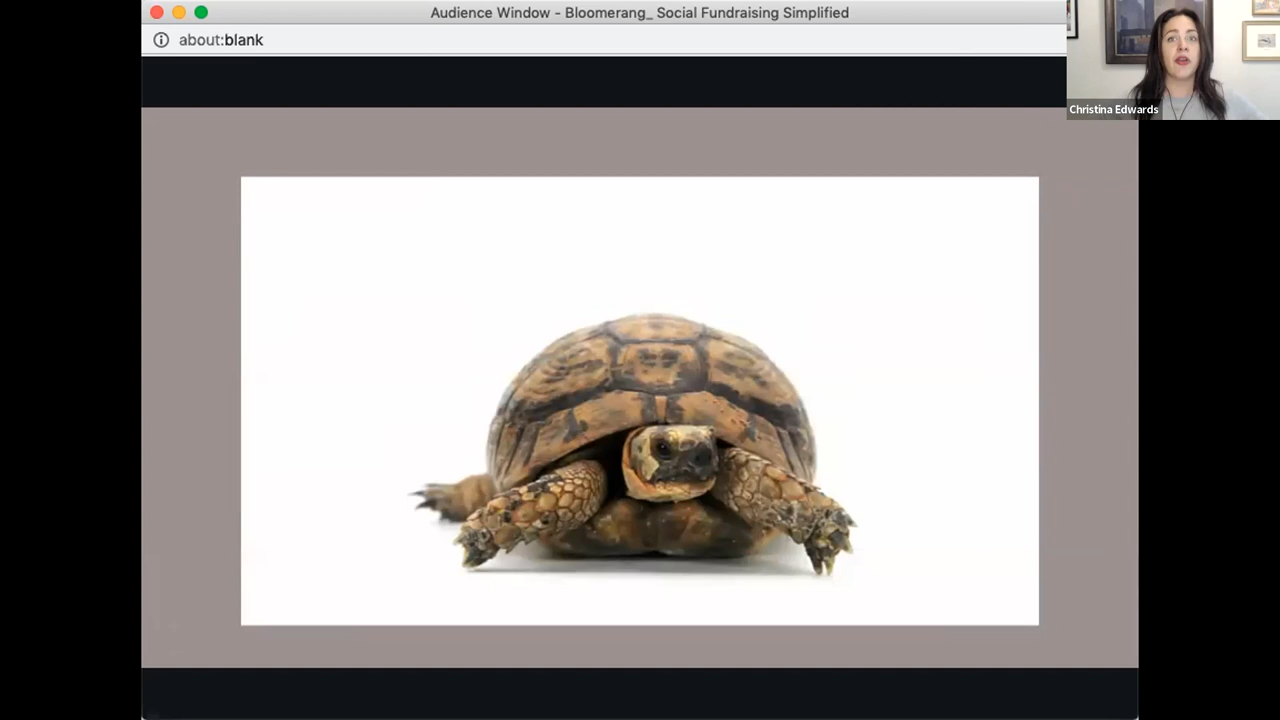 Audience Window - Bloomerang_ Social Fundraising Simplified
about:blank
Christina Edwards